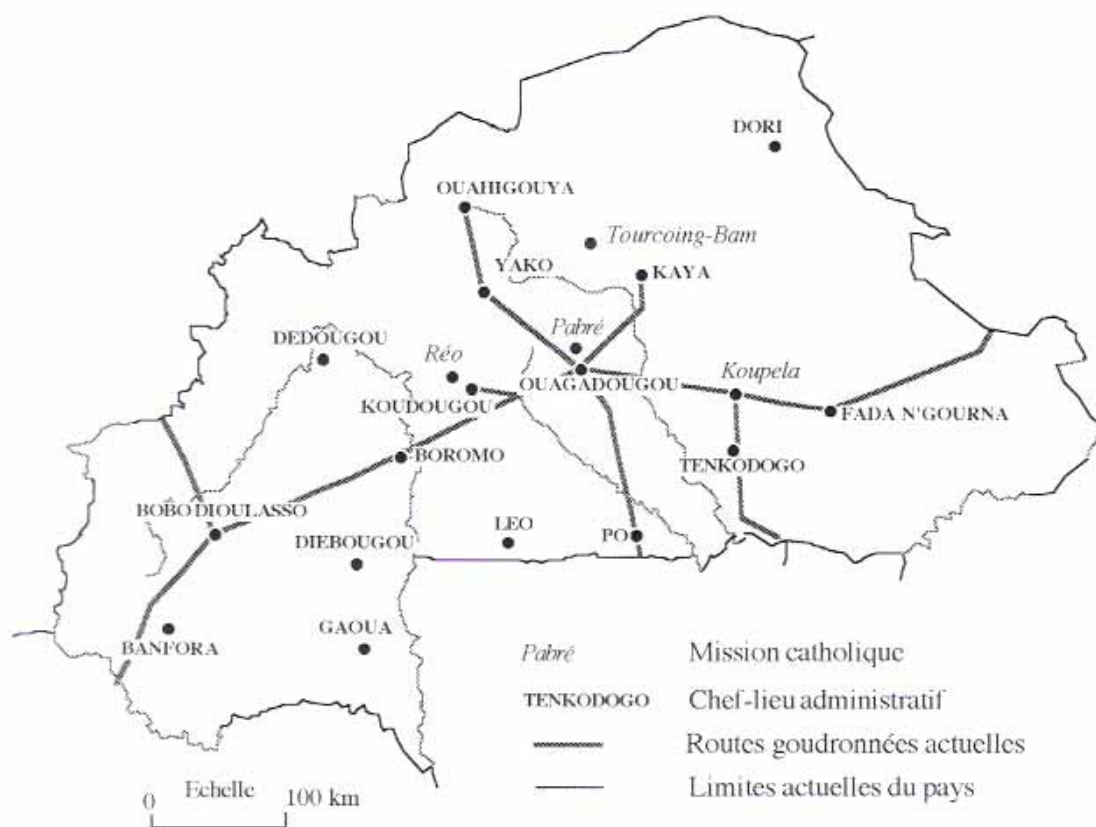 DORI
OUAHIGOUYA
Tourcoing-Bam
YAKO
KAYA
Pabré
DEDOUGOU
Réo
Koupela
OUAGADOUGOU
KOUDOUGOU
FADA N'GOURNA
BOROMO
TENKODOGO
BOBO DIOULASSO
LEO
PO
DIEBOUGOU
GAOUA
BANFORA
Pabré Mission catholique
TENKODOGO Chef-lieu administratif
Routes goudronnées actuelles
Limites actuelles du pays
Echelle
0 100 km